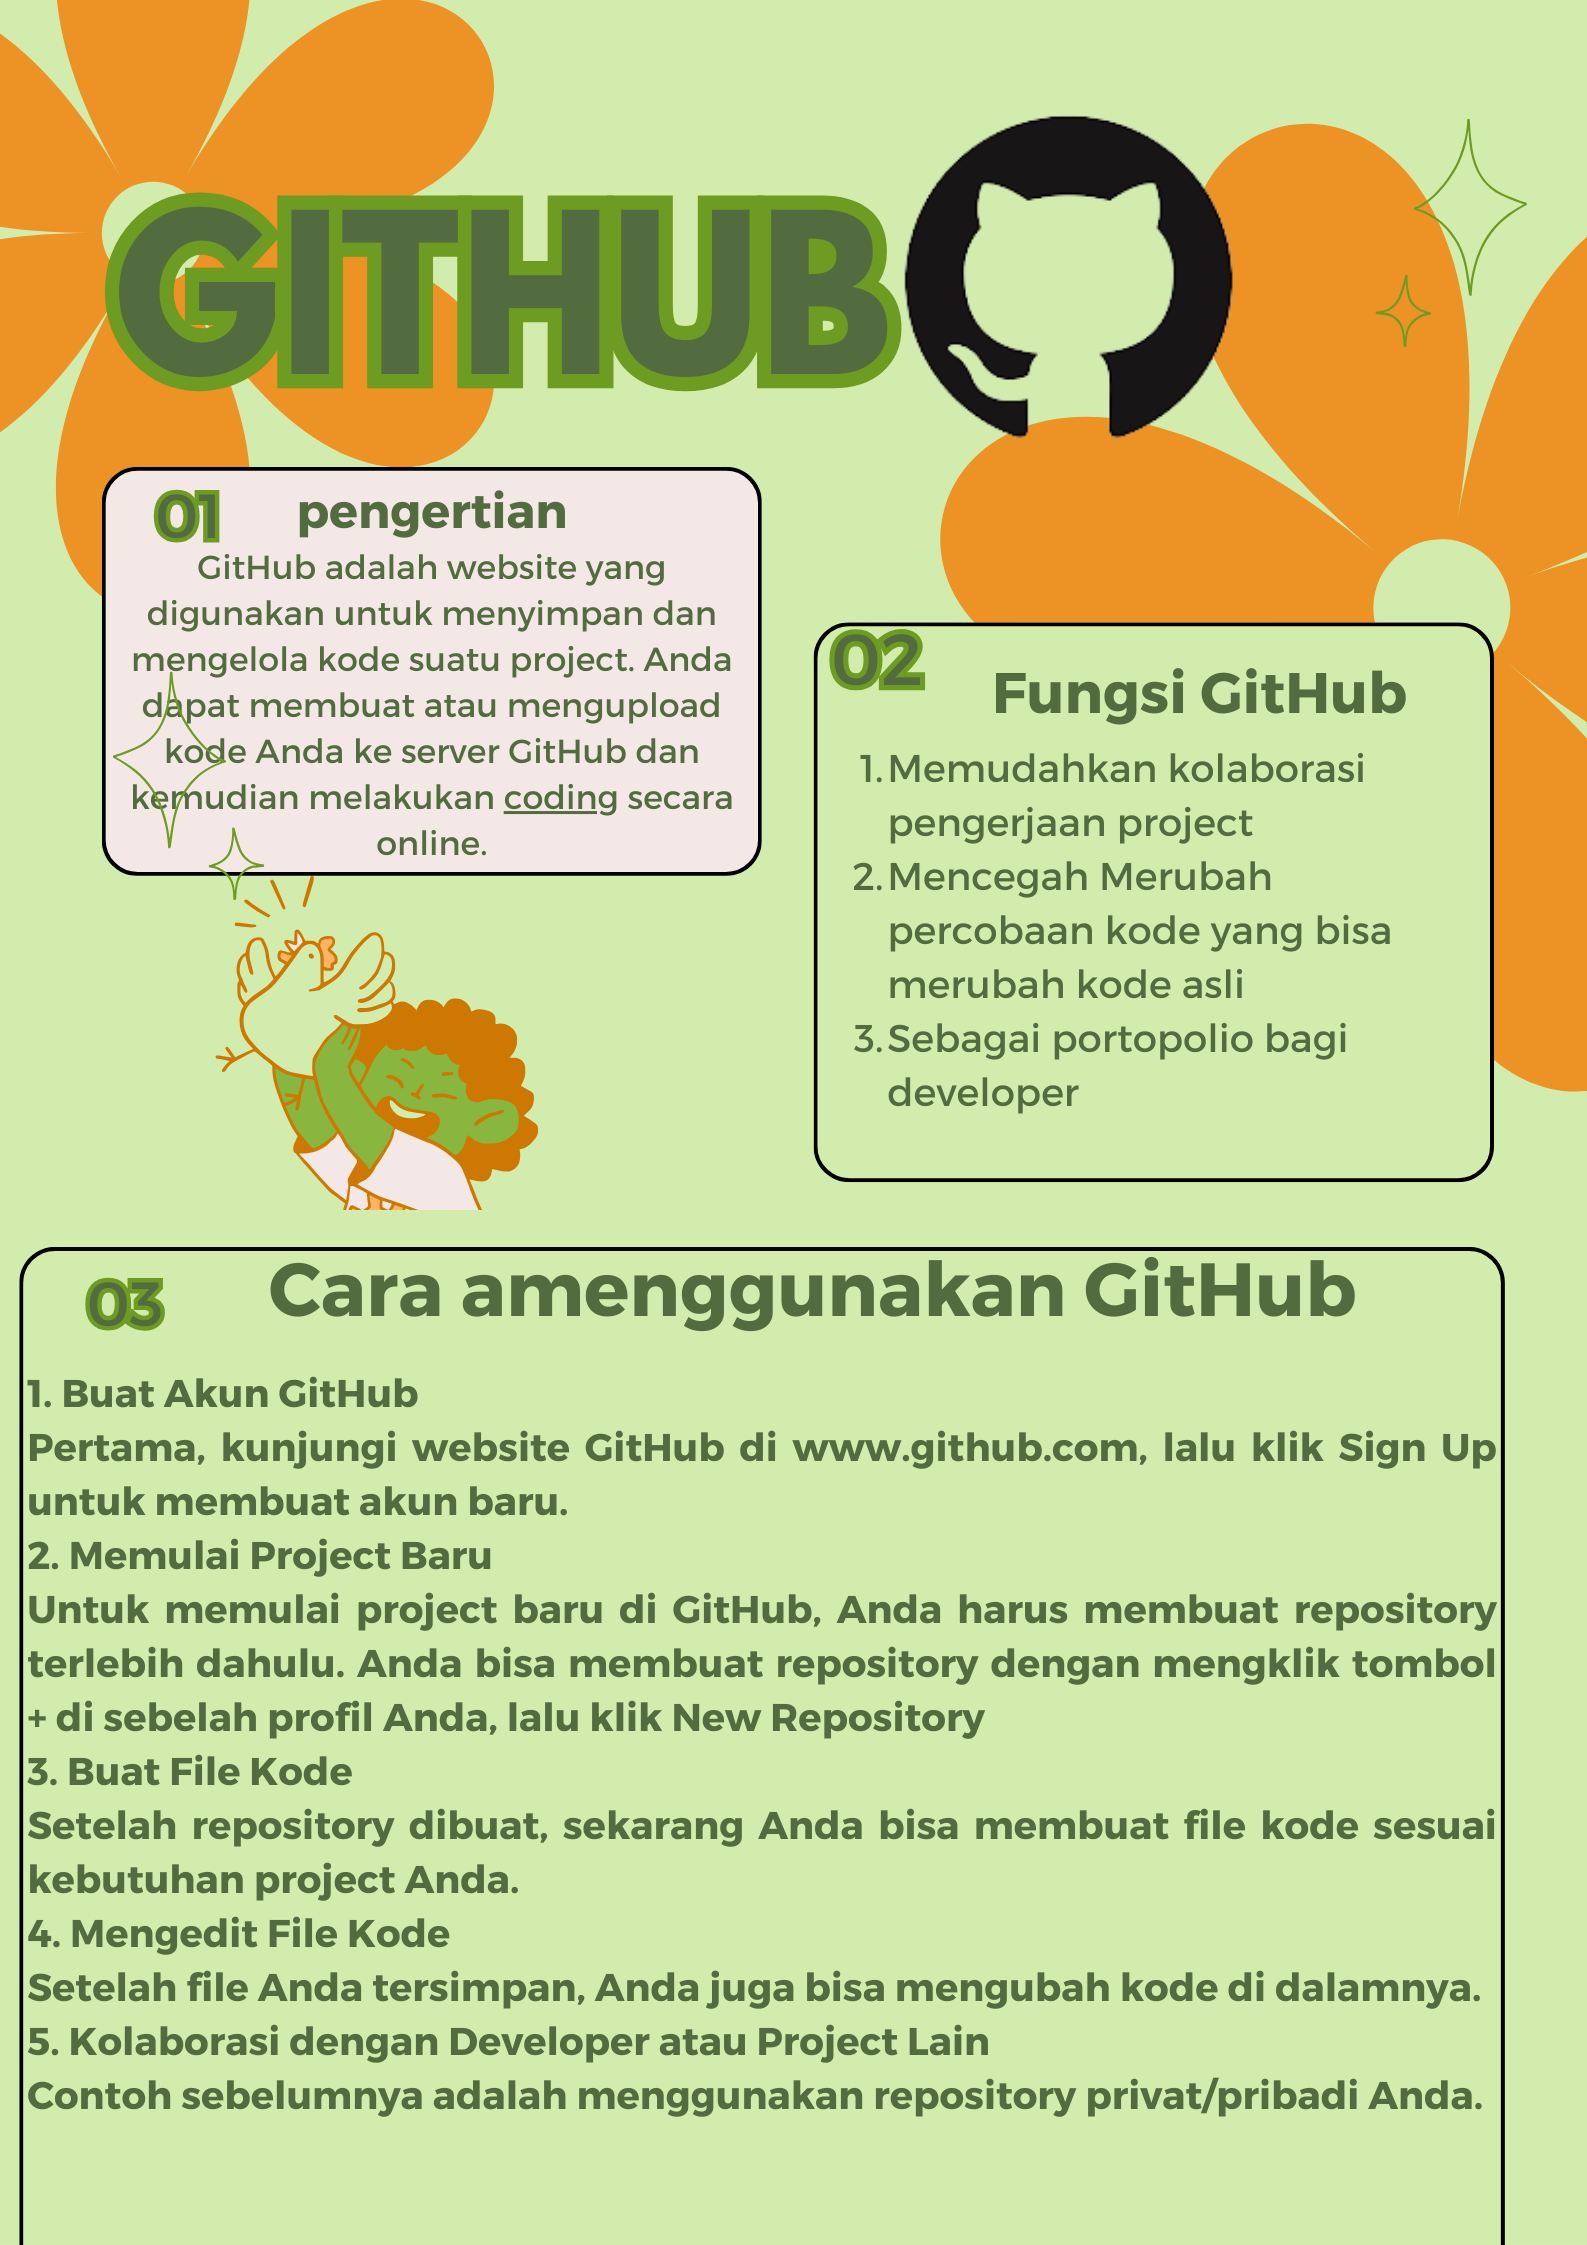 GITHUB
01
pengertian
GitHub adalah website yang
digunakan untuk menyimpan dan
mengelola kode suatu project. Anda
dapat membuat atau mengupload
kode Anda ke server GitHub dan
kemudian melakukan coding secara
online.
02
Fungsi GitHub
1. Memudahkan kolaborasi
pengerjaan project
2. Mencegah Merubah
percobaan kode yang bisa
merubah kode asli
3. Sebagai portopolio bagi
developer
03
Cara amenggunakan GitHub
1. Buat Akun GitHub
Pertama, kunjungi website GitHub di www.github.com, lalu klik Sign Up
untuk membuat akun baru.
2. Memulai Project Baru
Untuk memulai project baru di GitHub, Anda harus membuat repository
terlebih dahulu. Anda bisa membuat repository dengan mengklik tombol
+ di sebelah profil Anda, lalu klik New Repository
3. Buat File Kode
Setelah repository dibuat, sekarang Anda bisa membuat file kode sesuai
kebutuhan project Anda.
4. Mengedit File Kode
Setelah file Anda tersimpan, Anda juga bisa mengubah kode di dalamnya.
5. Kolaborasi dengan Developer atau Project Lain
Contoh sebelumnya adalah menggunakan repository privat/pribadi Anda.